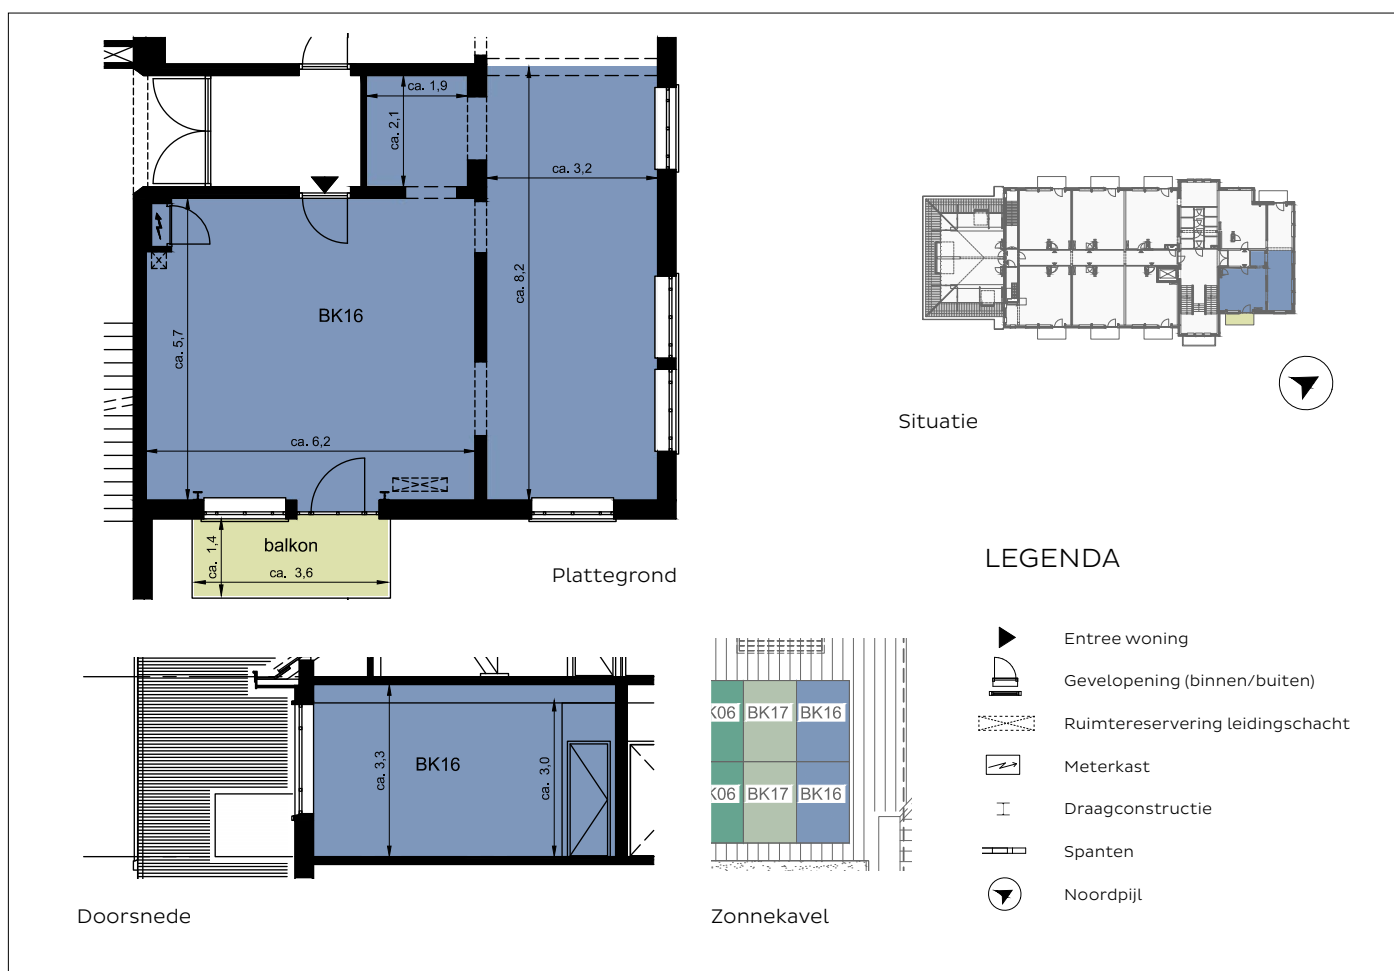 ca. 1,9
ca. 2,1
ca. 3,2
ca. 8,2
BK16
ca. 5,7
ca. 6,2
balkon
ca. 1,4
ca. 3,6
Plattegrond
Situatie
LEGENDA
Entree woning
Gevelopening (binnen/buiten)
Ruimtereservering leidingschacht
Meterkast
Draagconstructie
Spanten
Noordpijl
BK16
ca. 3,3
ca. 3,0
Doorsnede
K06 BK17 BK16
K06 BK17 BK16
Zonnekavel